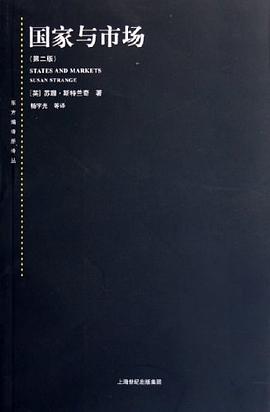 国家与市场
(第二版)
STATES AND MARKETS
SUSAN STRANGE
[英] 苏珊·斯特兰奇 著
杨宇光 等译
东方编译所译丛
上海世纪出版集团